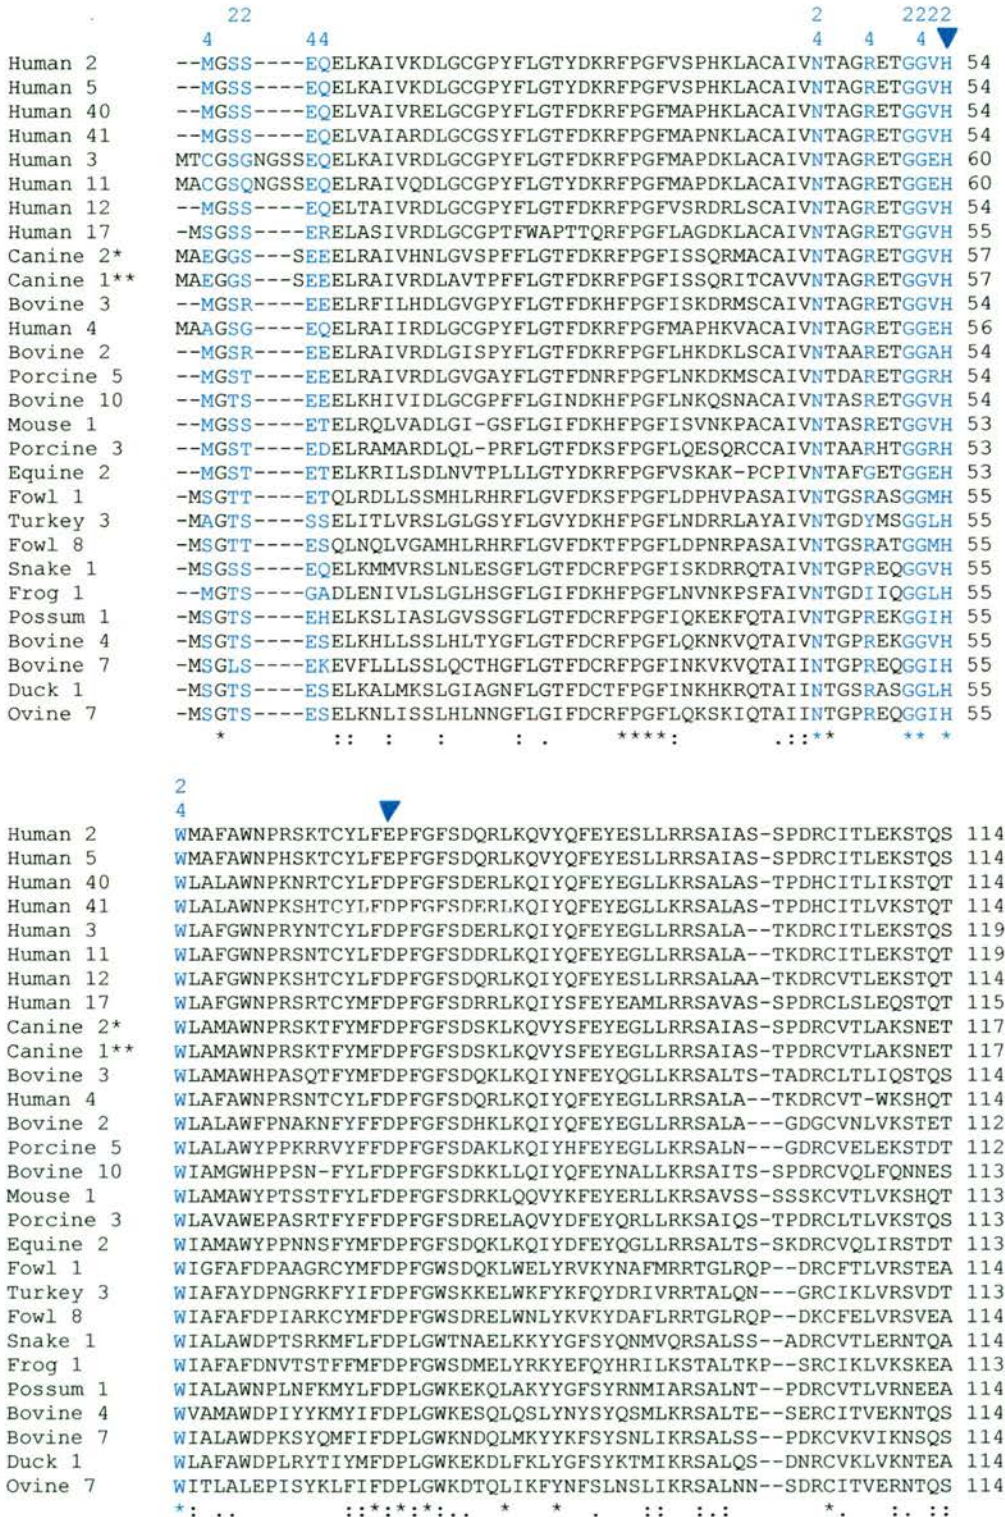 22 2 2222
4 44 4 4 4
Human 2 --MGSS----EQELKAIVKDLGCGPYFLGTYDKRFPGFVSPHKLACAIVNTAGRETGGVH 54
Human 5 --MGSS----EQELKAIVKDLGCGPYFLGTYDKRFPGFVSPHKLACAIVNTAGRETGGVH 54
Human 40 --MGSS----EQELVAIVRELGCGPYFLGTFDKRFPGFMAPHKLACAIVNTAGRETGGVH 54
Human 41 --MGSS----EQELVAIARDLGCGSYFLGTFDKRFPGFMAPNKLACAIVNTAGRETGGVH 54
Human 3 MTCGSGNGSSEQELKAIVRDLGCGPYFLGTFDKRFPGFMAPDKLACAIVNTAGRETGGEH 60
Human 11 MACGSQNGSSEQELRAIVQDLGCGPYFLGTYDKRFPGFMAPDKLACAIVNTAGRETGGEH 60
Human 12 --MGSS----EQELTAIVRDLGCGPYFLGTFDKRFPGFVSRDRLSCAIVNTAGRETGGVH 54
Human 17 -MSGSS----ERELASIVRDLGCGPTFWAPTTQRFPGFLAGDKLACAIVNTAGRETGGVH 55
Canine 2* MAEGGS---SEEELRAIVHNLGVSPFFLGTFDKRFPGFISSQRMACAIVNTAGRETGGVH 57
Canine 1** MAEGGS---SEEELRAIVRDLAVTPFFLGTFDKRFPGFISSQRITCAVVNTAGRETGGVH 57
Bovine 3 --MGSR----EEELRFILHDLGVGPYFLGTFDKHFPGFISKDRMSCAIVNTAGRETGGVH 54
Human 4 MAAGSG----EQELRAIIRDLGCGPYFLGTFDKRFPGFMAPHKVACAIVNTAGRETGGEH 56
Bovine 2 --MGSR----EEELRAIVRDLGISPYFLGTFDKRFPGFLHKDKLSCAIVNTAARETGGAH 54
Porcine 5 --MGST----EEELRAIVRDLGVGAYFLGTFDNRFPGFLNKDKMSCAIVNTDARETGGRH 54
Bovine 10 --MGTS----EEELKHIVIDLGCGPFFLGINDKHFPGFLNKQSNACAIVNTASRETGGVH 54
Mouse 1 --MGTS----ETELRQLVADLGI-GSFLGIFDKHFPGFISVNKPACAIVNTASRETGGVH 53
Porcine 3 --MGST----EDELRAMARDLQL-PRFLGTFDKSFPGFLQESQRCCAIVNTAARHTGGRH 53
Equine 2 --MGST----ETELKRILSDLNVTPLLLGTYDKRFPGFVSKAK-PCPIVNTAFGETGGEH 53
Fowl 1 -MSGTT----ETQLRDLLSSMHLRHRFLGVFDKSFPGFLDPHVPASAIVNTGSRASGGMH 55
Turkey 3 -MAGTS----SSELITLVRSLGLGSYFLGVYDKHFPGFLNDRRLAYAIVNTGDYMSGGLH 55
Fowl 8 -MSGTT----ESQLNQLVGAMHLRHRFLGVFDKTFPGFLDPNRPASAIVNTGSRATGGMH 55
Snake 1 -MSGSS----EQELKMMVRSLNLESGFLGTFDCRFPGFISKDRRQTAIVNTGPREQGGVH 55
Frog 1 --MGTS----GADLENIVLSLGLHSGFLGIFDKHFPGFLNVNKPSFAIVNTGDIIQGGLH 54
Possum 1 -MSGSS----EHELKSLIASLGVSSGFLGTFDCRFPGFIQKEKFQTAIVNTGPREKGGIH 55
Bovine 4 -MSGTS----ESELKHLLSSLHLTYGFLGTFDCRFPGFLQKNKVQTAIVNTGPREKGGVH 55
Bovine 7 -MSGLS----EKEVFLLLSSLQCTHGFLGTFDCRFPGFINKVKVQTAIINTGPREQGGIH 55
Duck 1 -MSGTS----ESELKALMKSLGIAGNFLGTFDCTFPGFINKHKRQTAIINTGSRASGGLH 55
Ovine 7 -MSGTS----ESELKNLISSLHLNNGFLGIFDCRFPGFLQKSKIQTAIINTGPREQGGIH 55
* :: : : : . ****: .::** ** *
2
4
Human 2 WMAFAWNPRSKTCYLFEPFGFSDQRLKQVYQFEYESLLRRSAIAS-SPDRCITLEKSTQS 114
Human 5 WMAFAWNPHSKTCYLFEPFGFSDQRLKQVYQFEYESLLRRSAIAS-SPDRCITLEKSTQS 114
Human 40 WLALAWNPKNRTCYLFDPFGFSDERLKQIYQFEYEGLLKRSALAS-TPDHCITLIKSTQT 114
Human 41 WLALAWNPKSHTCYLFDPFGFSDERLKQIYQFEYEGLLKRSALAS-TPDHCITLVKSTQT 114
Human 3 WLAFGWNPRYNTCYLFDPFGFSDERLKQIYQFEYEGLLKRSALA--TKDRCITLEKSTQS 119
Human 11 WLAFGWNPRSNTCYLFDPFGFSDERLKQIYQFEYEGLLKRSALA--TKDRCITLEKSTQT 119
Human 12 WLAFGWNPKSHTCYLFDPFGFSDQRLKQIYQFEYESLLRRSALAA-TKDRCVTLEKSTQT 114
Human 17 WLAFGWNPRSRTCYMFDPFGFSDRRLKQIYSFEYEAMLRRSAVAS-SPDRCLSLEQSTQT 115
Canine 2* WLAMAWNPRSKTFYMFDPFGFSDSKLKQVYSFEYEGLLRRSAIAS-SPDRCVTLAKSNET 117
Canine 1** WLAMAWNPRSKTFYMFDPFGFSDSKLKQVYSFEYEGLLRRSAIAS-TPDRCVTLAKSNET 117
Bovine 3 WLAMAWHPASQTFYMFDPFGFSDQKLKQIYNFEYQGLLKRSALTS-TADRCLTLIQSTQS 114
Human 4 WLAFAWNPRSNTCYLFDPFGFSDQRLKQIYQFEYESLLRRSALA--TKDRCVT-WKSHQT 114
Bovine 2 WLALAWFPNAKNFYFFDPFGFSDHKLKQIYQFEYEGLLKRSALA---GDGCVNLVKSTET 112
Porcine 5 WLALAWYPPKRRVYFFDPFGFSDAKLKQIYHFEYEGLLKRSALN---GDRCVELEKSTDT 112
Bovine 10 WIAMGWHPPSN-FYLFDPFGFSDKKLLQIYQFEYNALLKRSAITS-SPDRCVQLFQNNES 113
Mouse 1 WLAMAWYPTSSTFYLFDPFGFSDRKLQQVYKFEYERLLKRSAVSS-SSSKCVTLVKSHQT 113
Porcine 3 WLAVAWEPASRTFYFFDPFGFSDRELAQVYDFEYQRLLRKSAIQS-TPDRCLTLVKSTQS 113
Equine 2 WIAMAWYPPNNSFYMFDPFGFSDQKLKQIYDFEYQGLLRRSALTS-SKDRCVQLIRSTDT 113
Fowl 1 WIGFAFDPAAGRCYMFDPFGWSDQKLWELYRVKYNAFMRRTGLRQP--DRCFTLVRSTEA 114
Turkey 3 WIAFAYDPNGRKFYIFDPFGWSKKELWKFYKFQYDRIVRRTALQN---GRCIKLVRSVDT 113
Fowl 8 WIAFAFDPIARKCYMFDPFGWSDRELWNLYKVKYDAFLRRTGLRQP--DKCFELVRSVEA 114
Snake 1 WIALAWDPTSRKMFLFDPLGWTNAELKKYYGFSYQNMVQRSALSS--ADRCVTLERNTQA 114
Frog 1 WIAFAFDNVTSTFFMFDPFGWSDMELYRKYEFQYHRILKSTALTKP--SRCIKLVKSKEA 113
Possum 1 WIALAWNPLNFKMYLFDPLGWKEKQLAKYYGFSYRNMIARSALNT--PDRCVTLVRNEEA 114
Bovine 4 WVAMAWDPIYYKMYIFDPLGWKESQLQSLYNYSYQSMLKRSALTE--SERCITVEKNTQS 114
Bovine 7 WIALAWDPKSYQMFIFDPLGWKNDQLMKYYKFSYSNLIKRSALSS--PDKCVKVIKNSQS 114
Duck 1 WLAFAWDPLRYTIYMFDPLGWKEKDLFKLYGFSYKTMIKRSALQS--DNRCVKLVKNTEA 114
Ovine 7 WITLALEPISYKLFIFDPLGWKDTQLIKFYNFSLNSLIKRSALNN--SDRCITVERNTQS 114
*: .. ::*:*:*:.. * * . :: :. *. :. ::